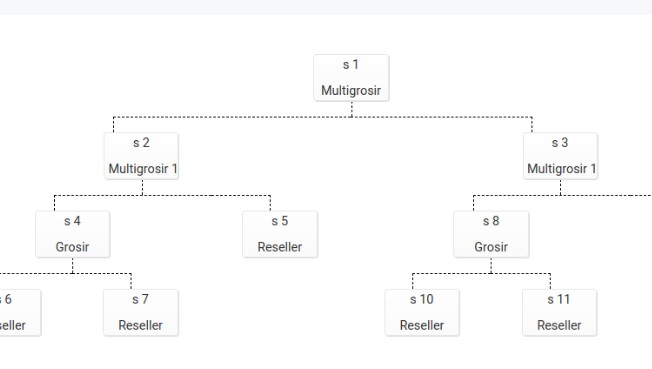 s 1
Multigrosir
s 2
Multigrosir 1
s 3
Multigrosir 1
s 4
Grosir
s 5
Reseller
s 8
Grosir
6
eller
s 7
Reseller
s 10
Reseller
s 11
Reseller